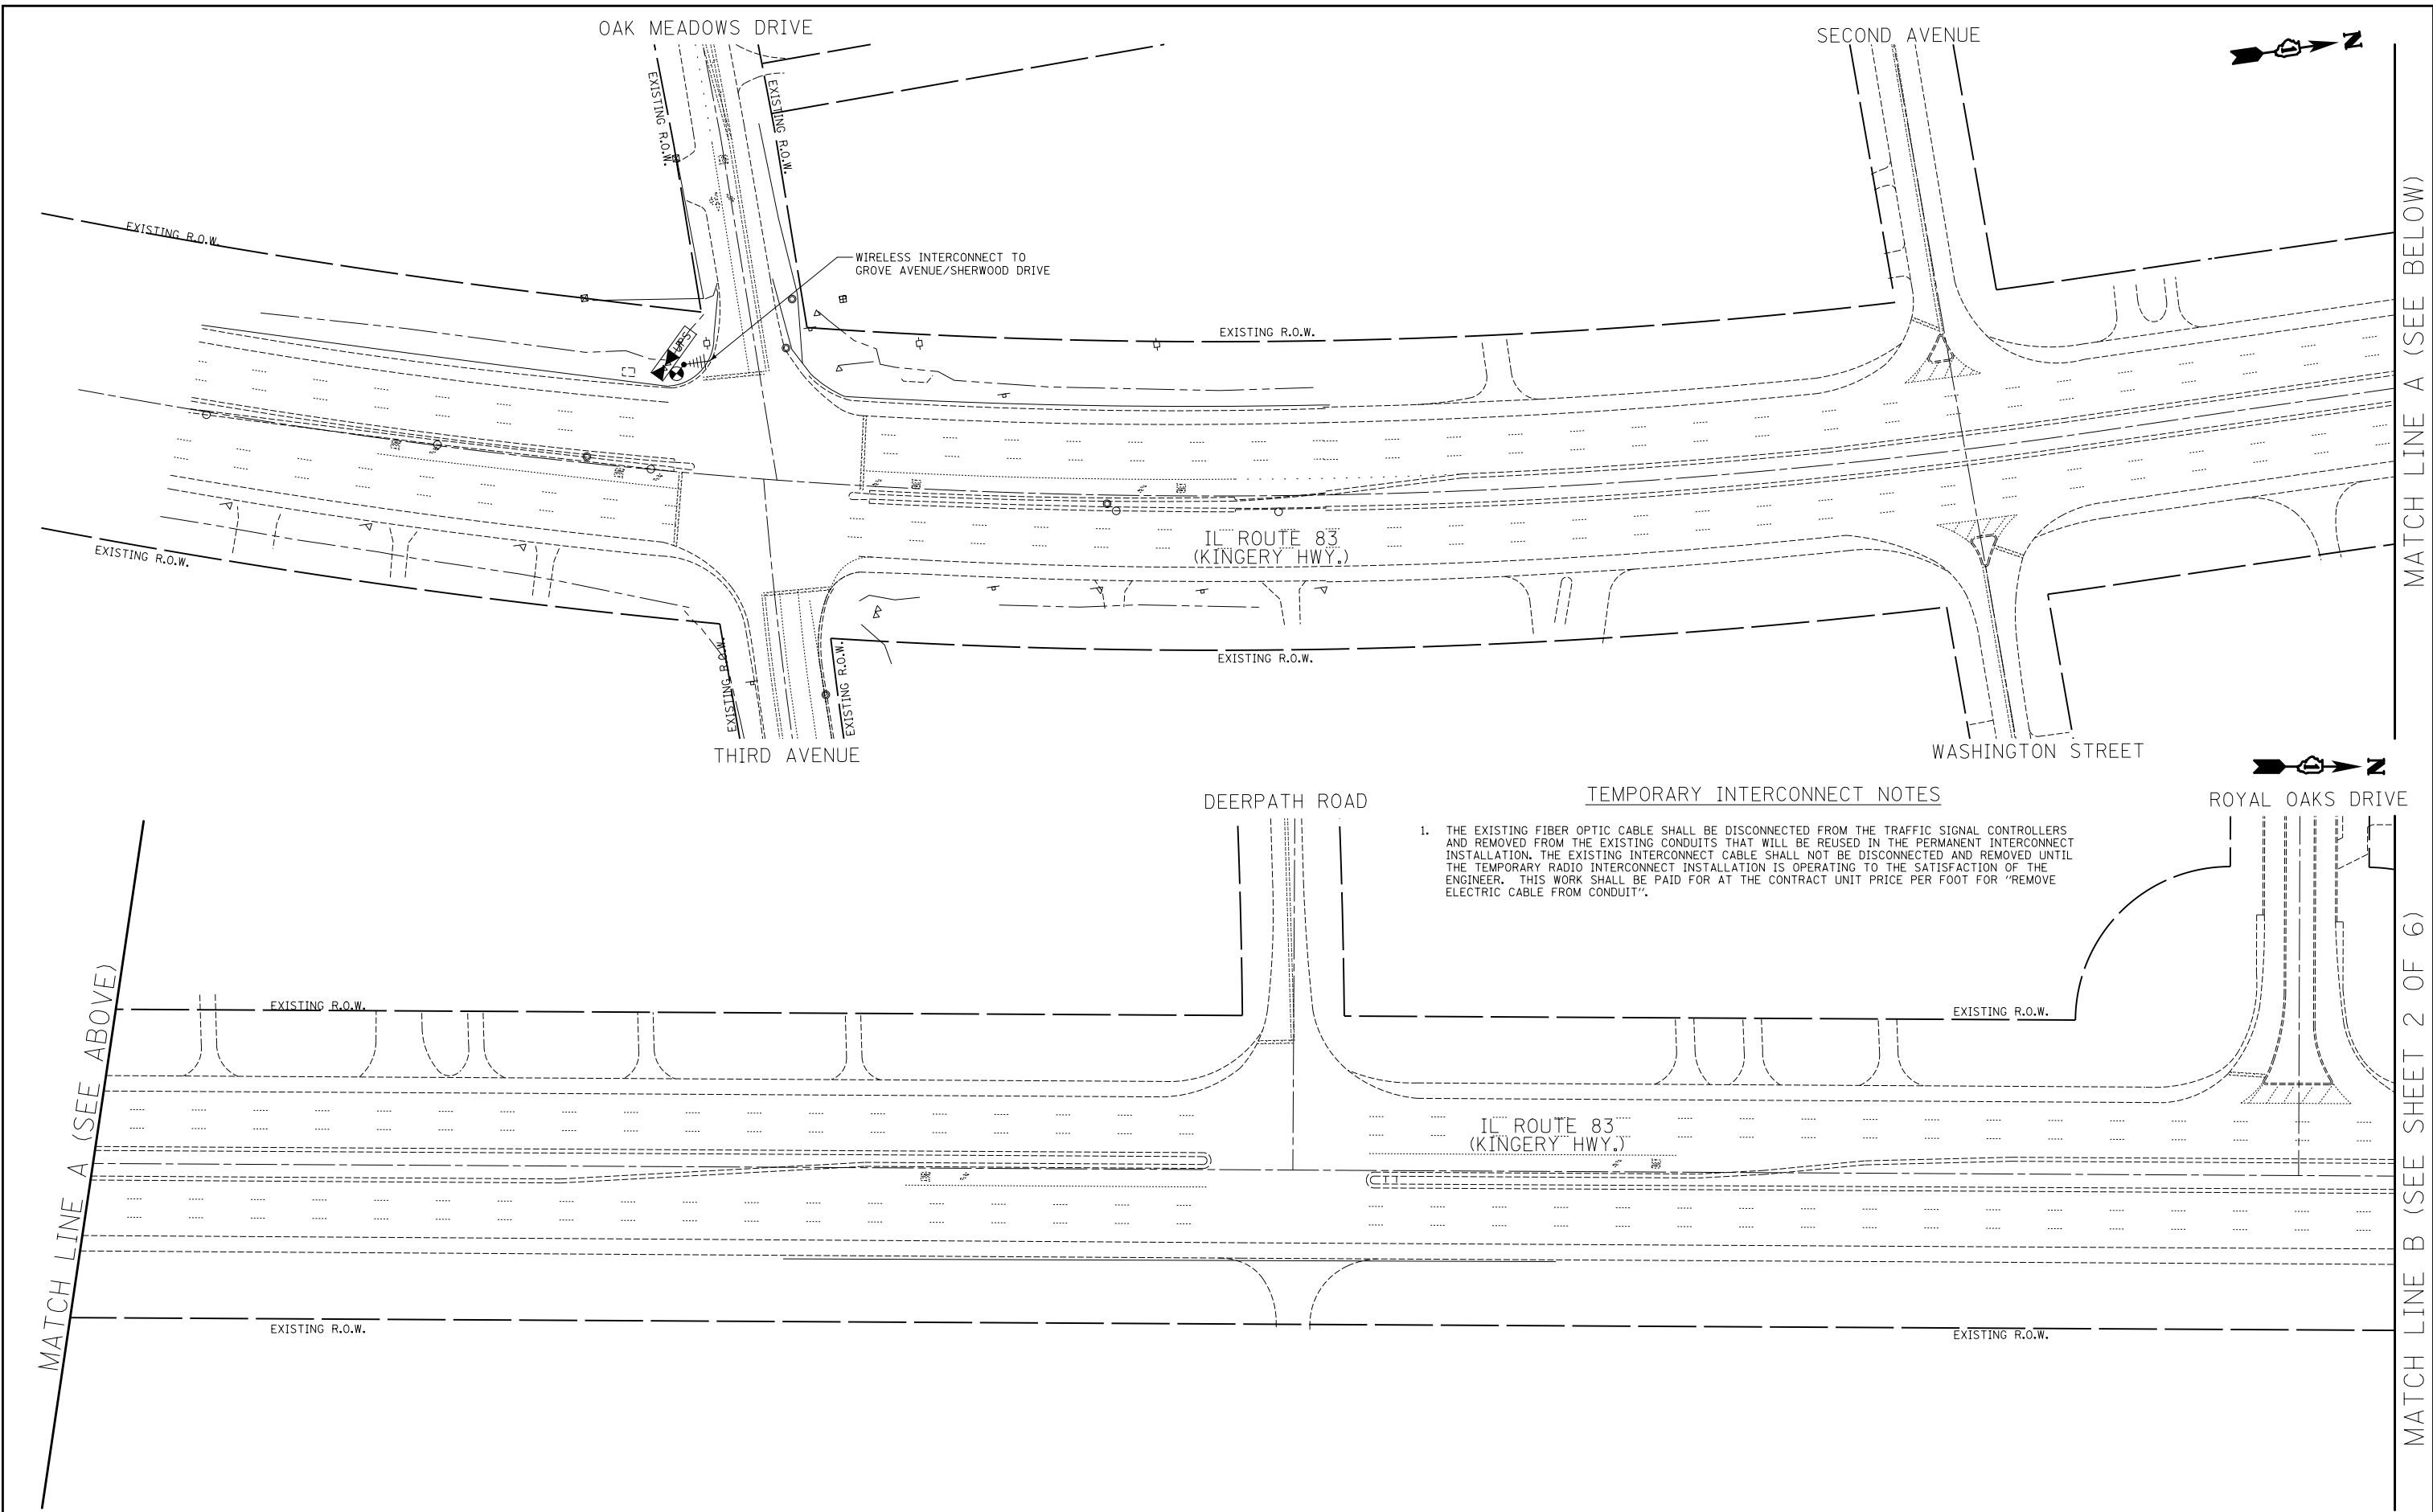 OAK MEADOWS DRIVE
SECOND AVENUE
N
EXISTING R.O.W.
EXISTING R.O.W.
EXISTING R.O.W.
WIRELESS INTERCONNECT TO
GROVE AVENUE/SHERWOOD DRIVE
EXISTING R.O.W.
UPS
MATCH LINE A (SEE BELOW)
IL ROUTE 83
(KINGERY HWY.)
EXISTING R.O.W.
EXISTING R.O.W.
EXISTING R.O.W.
EXISTING R.O.W.
THIRD AVENUE
WASHINGTON STREET
N
DEERPATH ROAD
TEMPORARY INTERCONNECT NOTES
ROYAL OAKS DRIVE
1. THE EXISTING FIBER OPTIC CABLE SHALL BE DISCONNECTED FROM THE TRAFFIC SIGNAL CONTROLLERS
AND REMOVED FROM THE EXISTING CONDUITS THAT WILL BE REUSED IN THE PERMANENT INTERCONNECT
INSTALLATION. THE EXISTING INTERCONNECT CABLE SHALL NOT BE DISCONNECTED AND REMOVED UNTIL
THE TEMPORARY RADIO INTERCONNECT INSTALLATION IS OPERATING TO THE SATISFACTION OF THE
ENGINEER. THIS WORK SHALL BE PAID FOR AT THE CONTRACT UNIT PRICE PER FOOT FOR "REMOVE
ELECTRIC CABLE FROM CONDUIT".
MATCH LINE A (SEE ABOVE)
EXISTING R.O.W.
EXISTING R.O.W.
IL ROUTE 83
(KINGERY HWY.)
EXISTING R.O.W.
EXISTING R.O.W.
MATCH LINE B (SEE SHEET 2 OF 6)